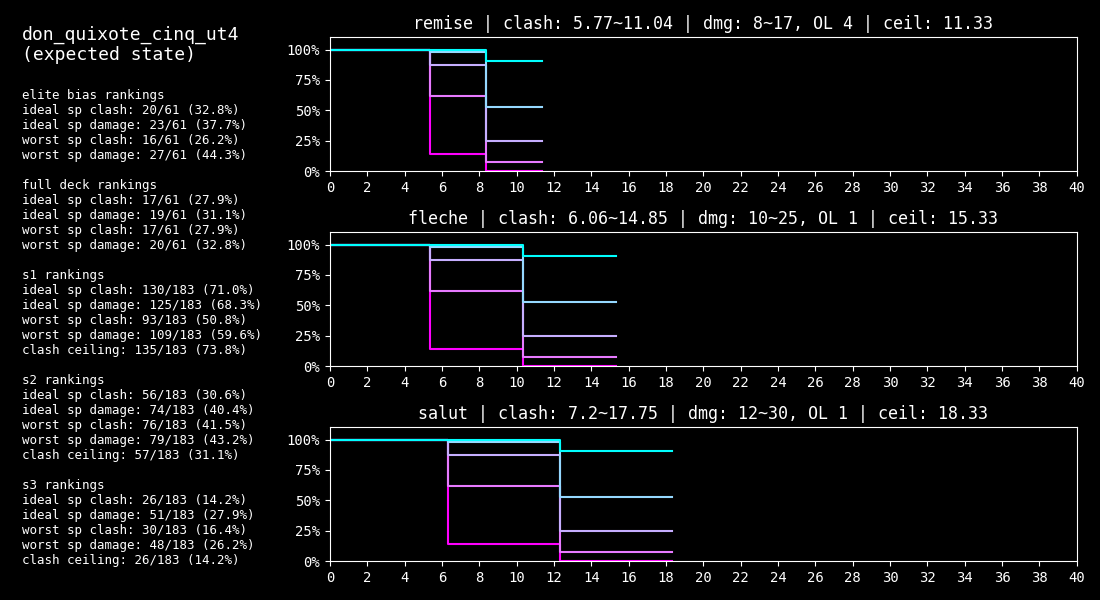 don_quixote_cinq_ut4
(expected state)
elite bias rankings
ideal sp clash: 20/61 (32.8%)
ideal sp damage: 23/61 (37.7%)
worst sp clash: 16/61 (26.2%)
worst sp damage: 27/61 (44.3%)
full deck rankings
ideal sp clash: 17/61 (27.9%)
ideal sp damage: 19/61 (31.1%)
worst sp clash: 17/61 (27.9%)
worst sp damage: 20/61 (32.8%)
s1 rankings
ideal sp clash: 130/183 (71.0%)
ideal sp damage: 125/183 (68.3%)
worst sp clash: 93/183 (50.8%)
worst sp damage: 109/183 (59.6%)
clash ceiling: 135/183 (73.8%)
s2 rankings
ideal sp clash: 56/183 (30.6%)
ideal sp damage: 74/183 (40.4%)
worst sp clash: 76/183 (41.5%)
worst sp damage: 79/183 (43.2%)
clash ceiling: 57/183 (31.1%)
s3 rankings
ideal sp clash: 26/183 (14.2%)
ideal sp damage: 51/183 (27.9%)
worst sp clash: 30/183 (16.4%)
worst sp damage: 48/183 (26.2%)
clash ceiling: 26/183 (14.2%)
remise | clash: 5.77~11.04 | dmg: 8~17, OL 4 | ceil: 11.33
100%
75%
50%
25%
0%
0 2 4 6 8 10 12 14 16 18 20 22 24 26 28 30 32 34 36 38 40
fleche | clash: 6.06~14.85 | dmg: 10~25, OL 1 | ceil: 15.33
100%
75%
50%
25%
0%
0 2 4 6 8 10 12 14 16 18 20 22 24 26 28 30 32 34 36 38 40
salut | clash: 7.2~17.75 | dmg: 12~30, OL 1 | ceil: 18.33
100%
75%
50%
25%
0%
0 2 4 6 8 10 12 14 16 18 20 22 24 26 28 30 32 34 36 38 40